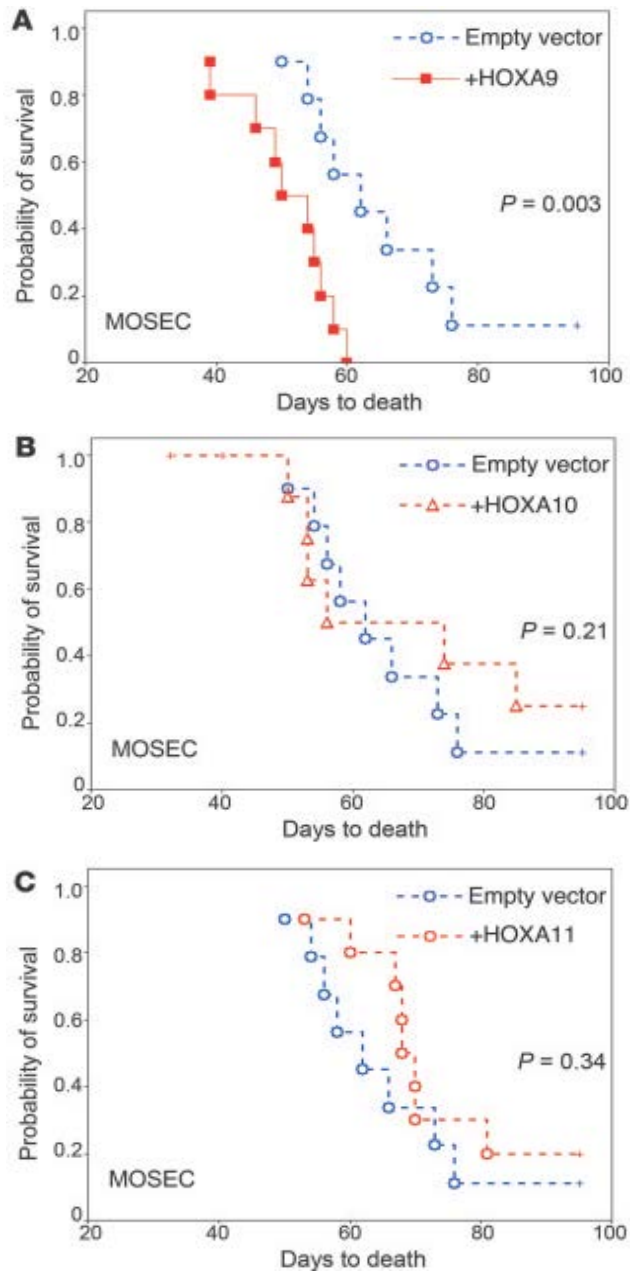 A
1.0
0.8
0.6
0.4
0.2
0
Probability of survival
Empty vector
+HOXA9
P = 0.003
MOSEC
20 40 60 80 100
Days to death
B
1.0
0.8
0.6
0.4
0.2
0
Probability of survival
Empty vector
+HOXA10
P = 0.21
MOSEC
20 40 60 80 100
Days to death
C
1.0
0.8
0.6
0.4
0.2
0
Probability of survival
Empty vector
+HOXA11
P = 0.34
MOSEC
20 40 60 80 100
Days to death